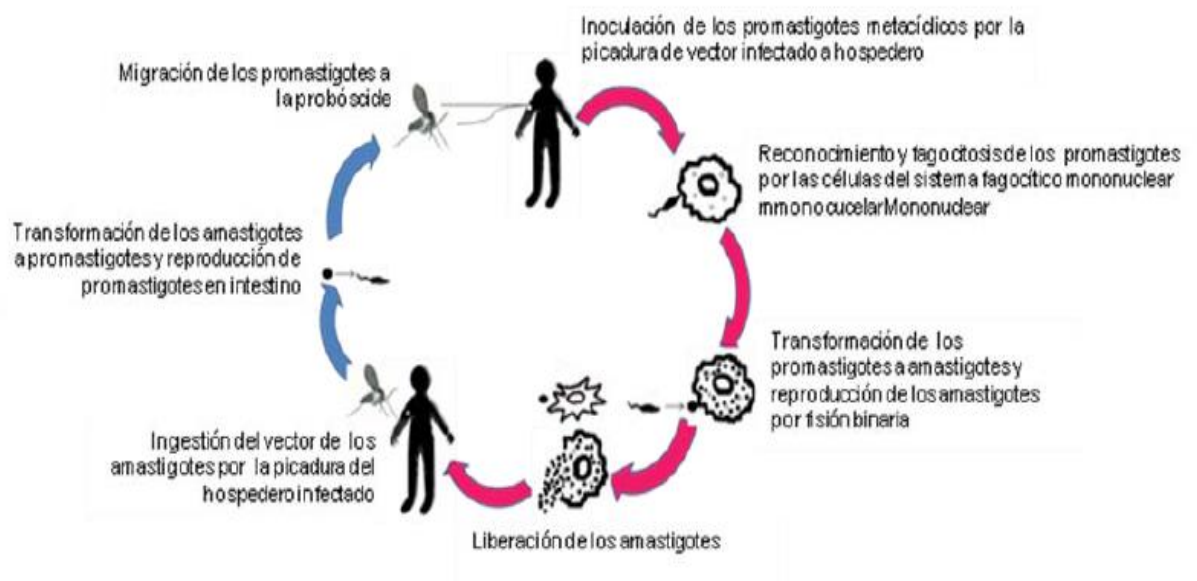 Inoculación de los promastigotes metacídicos por la
picadura de vector infectado a hospedero
Reconocimiento y fagocitosis de los promastigotes
por las células del sistema fagocítico mononuclear
mmonocucelarMononuclear
Transformación de los
promastigotes a amastigotes y
reproducción de los amastigotes
por fisión binaria
Liberación de los amastigotes
Ingestión del vector de los
amastigotes por la picadura del
hospedero infectado
Transformación de los amastigotes
a promastigotes y reproducción de
promastigotes en intestino
Migración de los promastigotes a
la probóscide